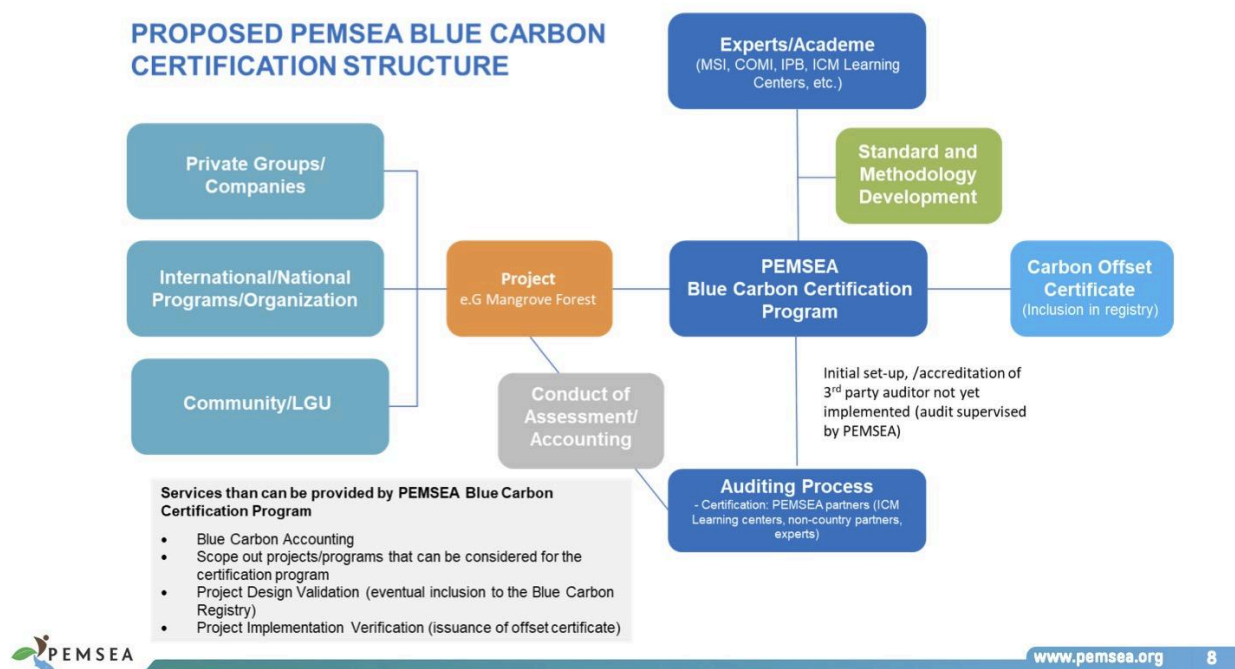 PROPOSED PEMSEA BLUE CARBON
CERTIFICATION STRUCTURE
Experts/Academe
(MSI, COMI, IPB, ICM Learning
Centers, etc.)
Private Groups/
Companies
Standard and
Methodology
Development
International/National
Programs/Organization
Project
e.G Mangrove Forest
PEMSEA
Blue Carbon Certification
Program
Carbon Offset
Certificate
(Inclusion in registry)
Community/LGU
Conduct of
Assessment/
Accounting
Initial set-up, /accreditation of
3rd party auditor not yet
implemented (audit supervised
by PEMSEA)
Auditing Process
- Certification: PEMSEA partners (ICM
Learning centers, non-country partners,
experts)
Services than can be provided by PEMSEA Blue Carbon
Certification Program
• Blue Carbon Accounting
• Scope out projects/programs that can be considered for the
certification program
• Project Design Validation (eventual inclusion to the Blue Carbon
Registry)
• Project Implementation Verification (issuance of offset certificate)
PEMSEA
www.pemsea.org 8